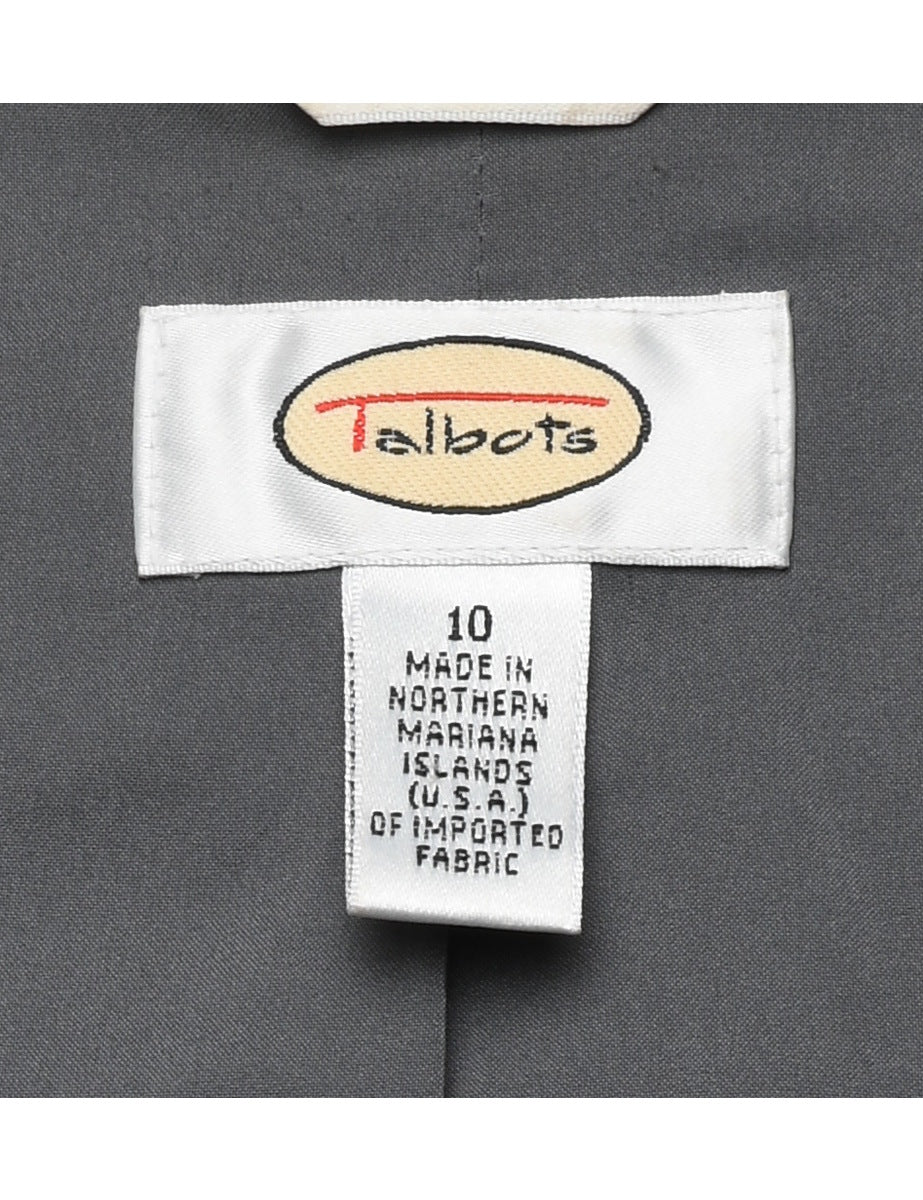 Talbots
10
MADE IN
NORTHERN
MARIANA
ISLANDS
(U.S.A.)
OF IMPORTED
FABRIC